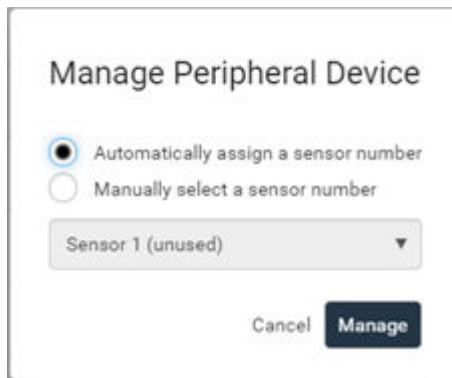 Manage Peripheral Device
Automatically assign a sensor number
Manually select a sensor number
Sensor 1 (unused)
Cancel Manage